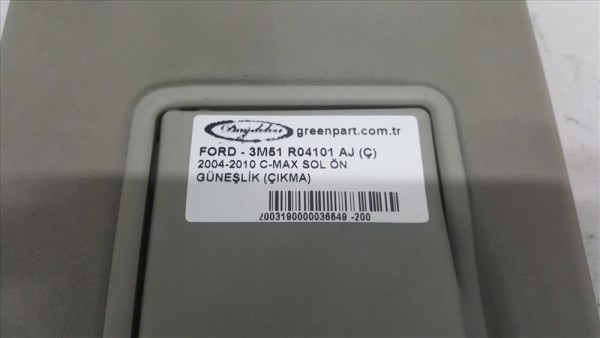 greenpart.com.tr
FORD - 3M51 R04101 AJ (Ç)
2004-2010 C-MAX SOL ÖN
GÜNEŞLİK (ÇIKMA)
2003190000036649 -200